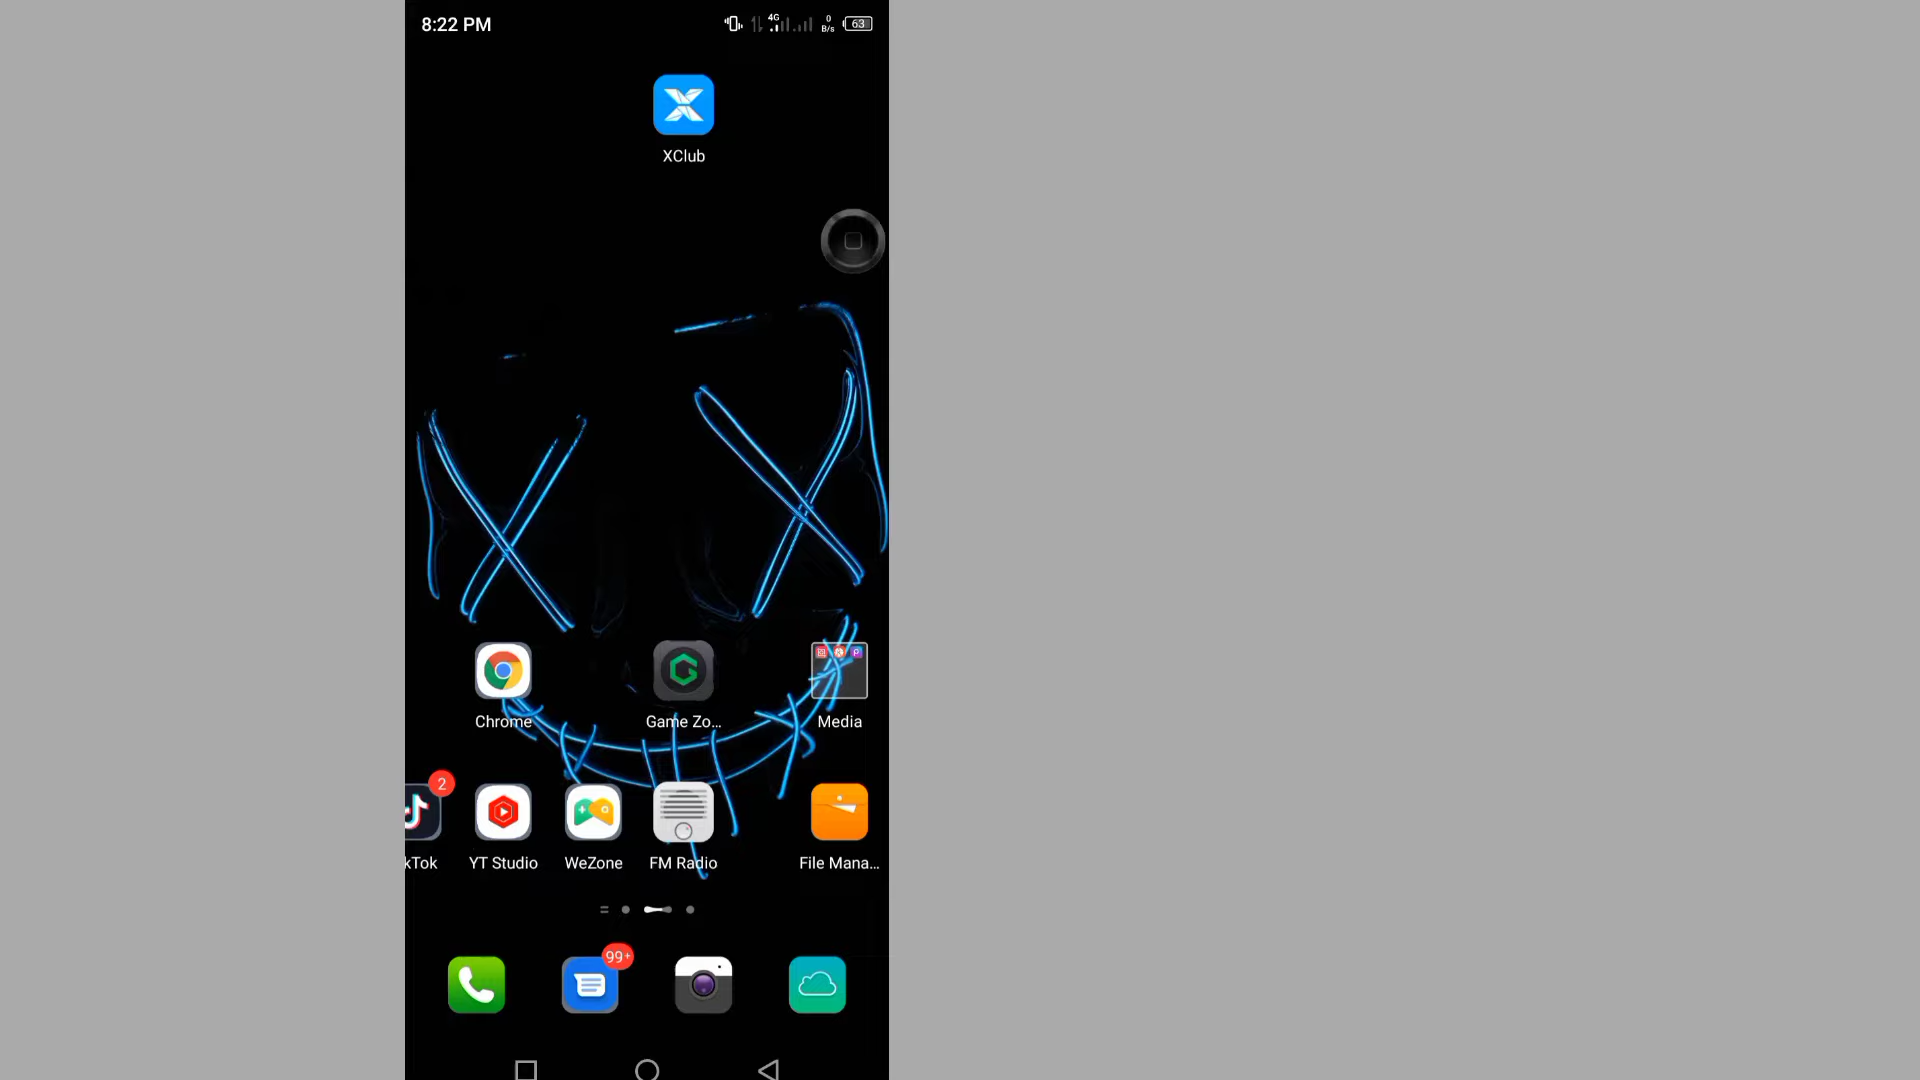 8:22 PM
4G
0
B/s
63
XClub
Chrome
Game Zo...
Media
2
kTok
YT Studio
WeZone
FM Radio
File Mana...
99+